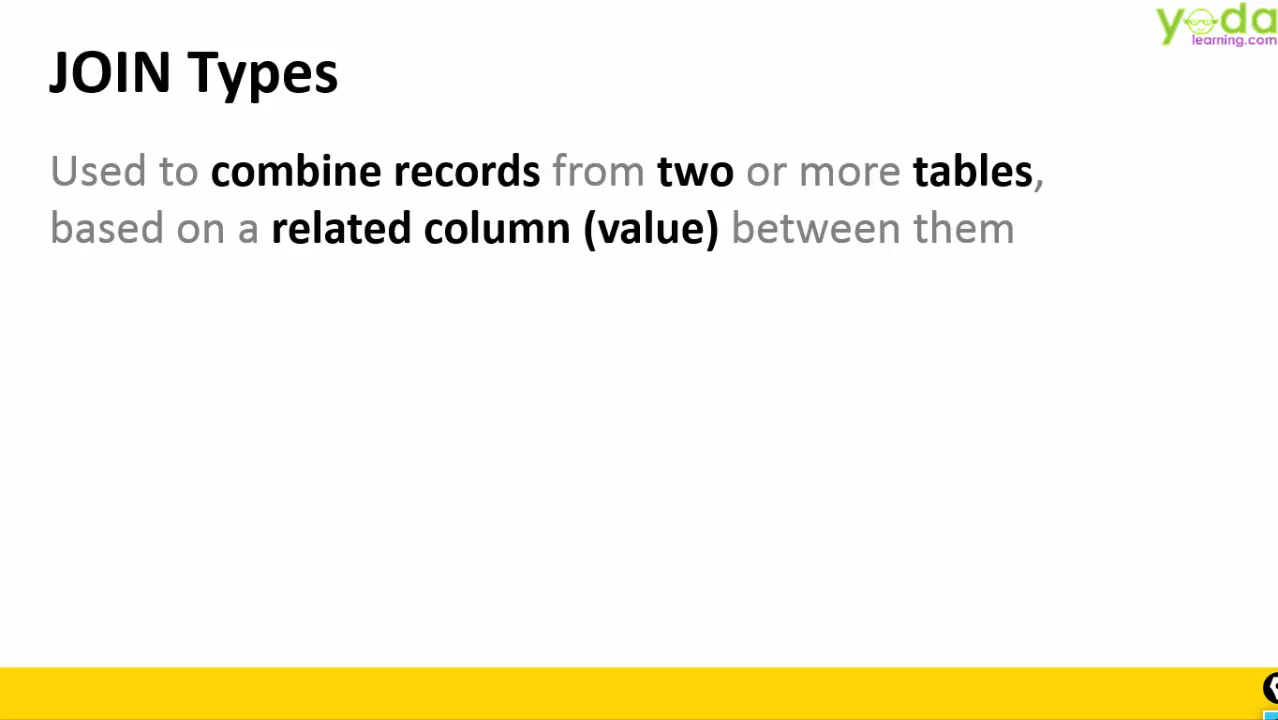 yoda
learning.com
JOIN Types
Used to combine records from two or more tables,
based on a related column (value) between them